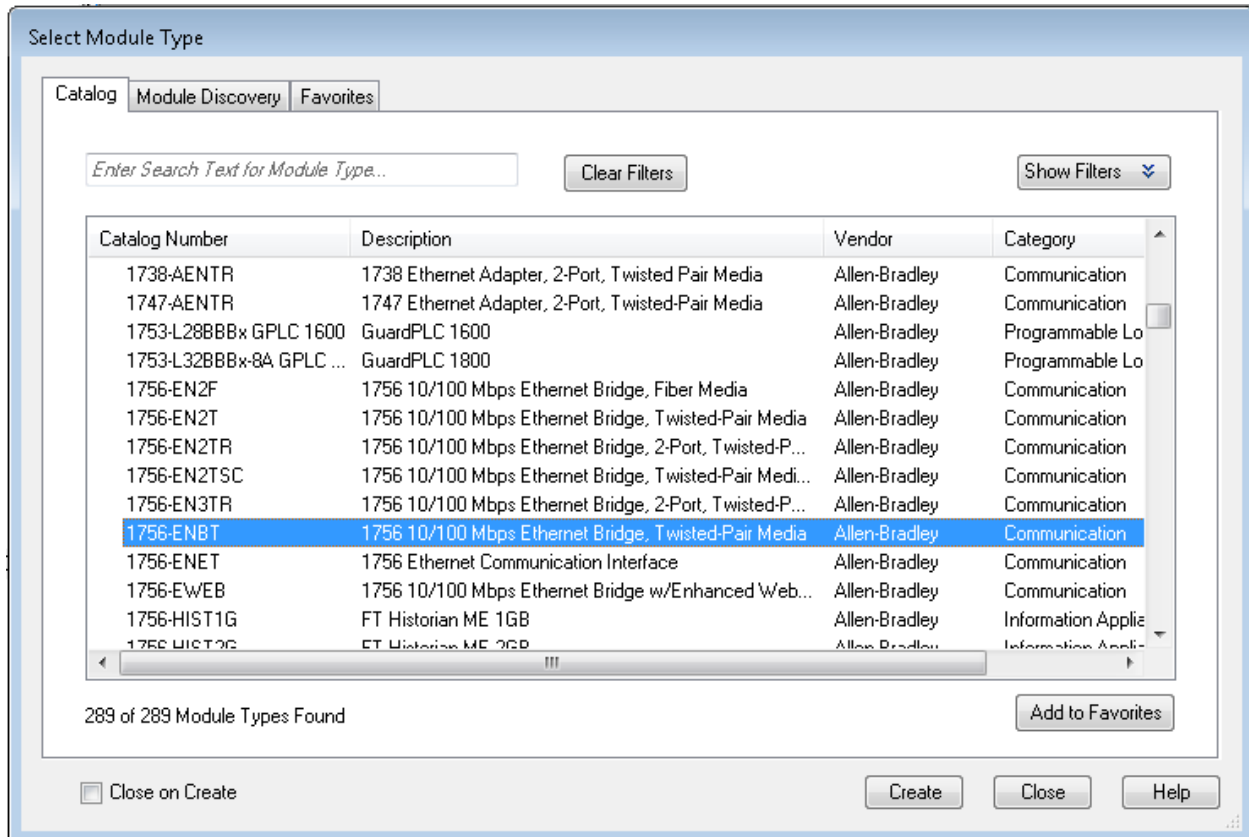 Select Module Type
Catalog Module Discovery Favorites
Enter Search Text for Module Type... Clear Filters Show Filters
Catalog Number Description Vendor Category
1738-AENTR 1738 Ethernet Adapter, 2-Port, Twisted Pair Media Allen-Bradley Communication
1747-AENTR 1747 Ethernet Adapter, 2-Port, Twisted-Pair Media Allen-Bradley Communication
1753-L28BBBx GPLC 1600 GuardPLC 1600 Allen-Bradley Programmable Lo
1753-L32BBBx-8A GPLC ... GuardPLC 1800 Allen-Bradley Programmable Lo
1756-EN2F 1756 10/100 Mbps Ethernet Bridge, Fiber Media Allen-Bradley Communication
1756-EN2T 1756 10/100 Mbps Ethernet Bridge, Twisted-Pair Media Allen-Bradley Communication
1756-EN2TR 1756 10/100 Mbps Ethernet Bridge, 2-Port, Twisted-P... Allen-Bradley Communication
1756-EN2TSC 1756 10/100 Mbps Ethernet Bridge, Twisted-Pair Medi... Allen-Bradley Communication
1756-EN3TR 1756 10/100 Mbps Ethernet Bridge, 2-Port, Twisted-P... Allen-Bradley Communication
1756-ENBT 1756 10/100 Mbps Ethernet Bridge, Twisted-Pair Media Allen-Bradley Communication
1756-ENET 1756 Ethernet Communication Interface Allen-Bradley Communication
1756-EWEB 1756 10/100 Mbps Ethernet Bridge w/Enhanced Web... Allen-Bradley Communication
1756-HIST1G FT Historian ME 1GB Allen-Bradley Information Applia
1756-HIST2G FT Historian ME 2GB Allen-Bradley Information Applia
289 of 289 Module Types Found Add to Favorites
Close on Create Create Close Help